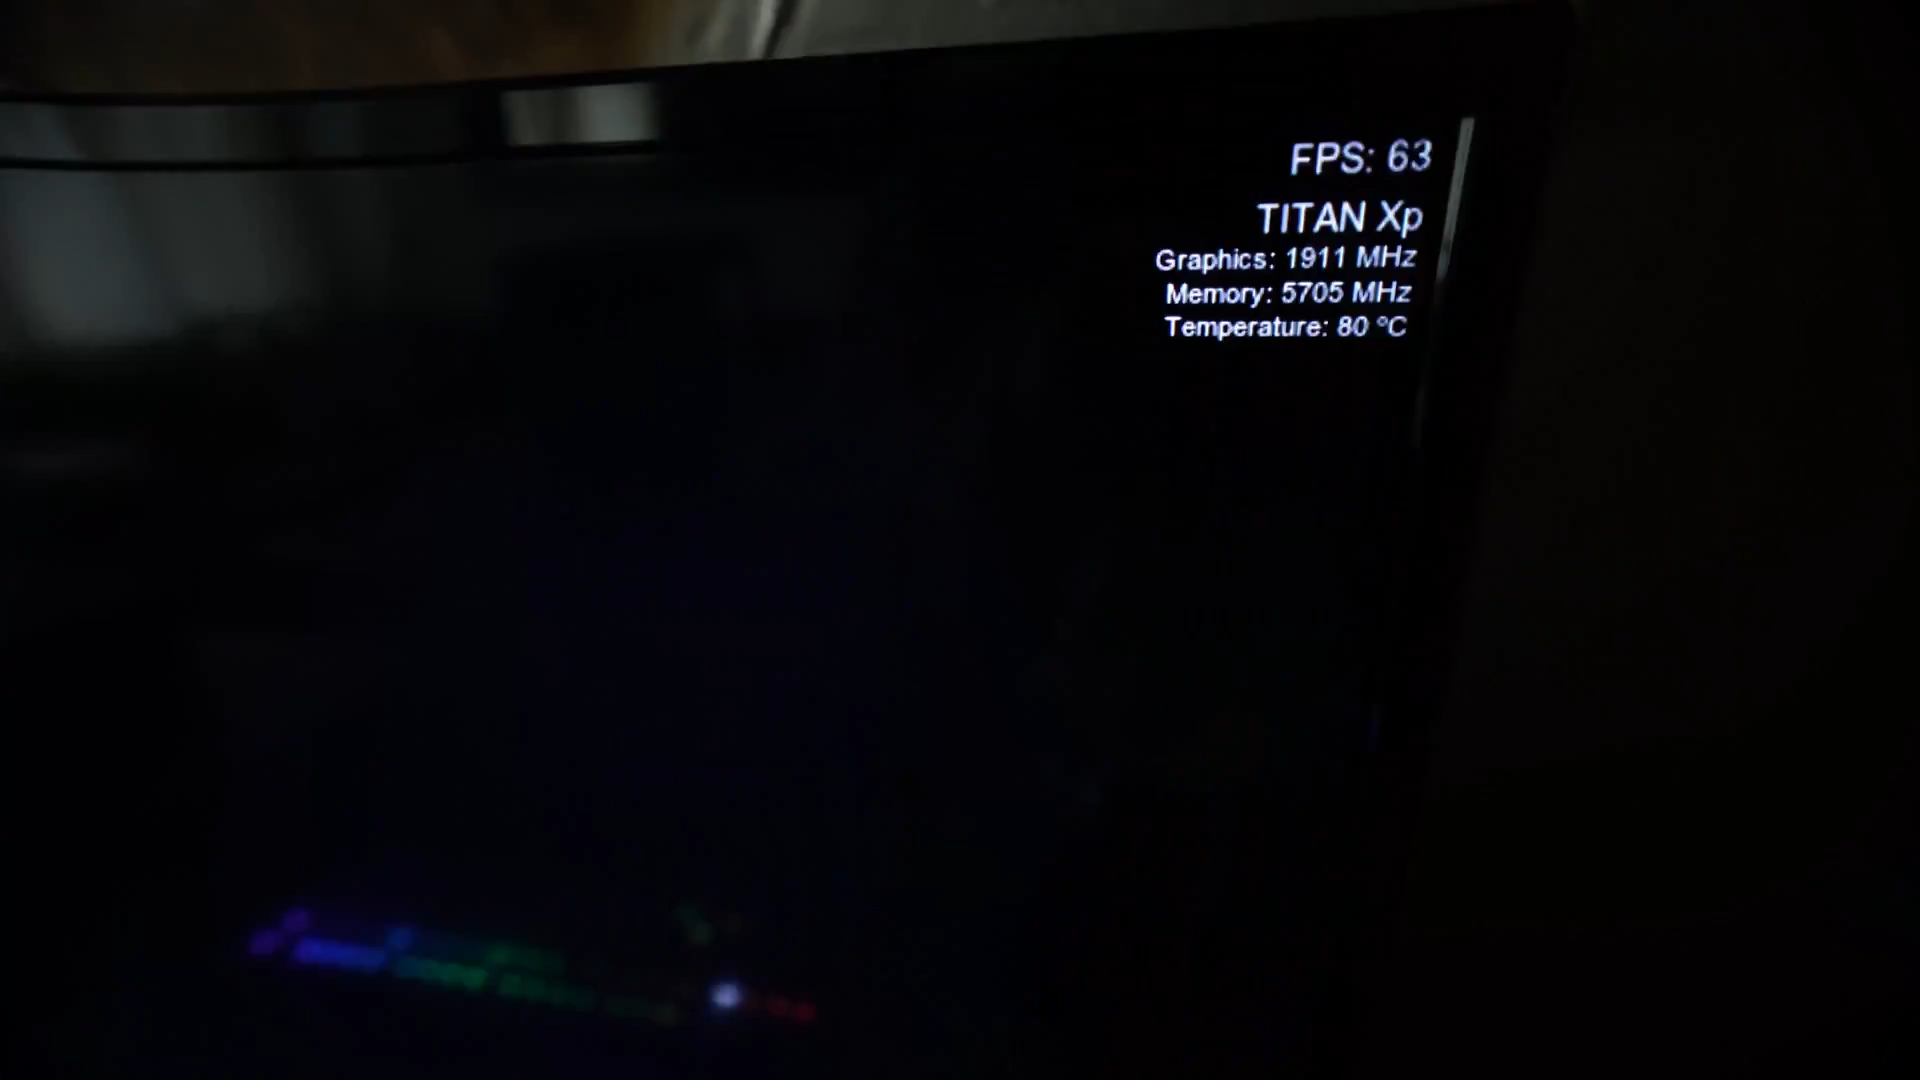 FPS: 63
TITAN Xp
Graphics: 1911 MHz
Memory: 5705 MHz
Temperature: 80 °C